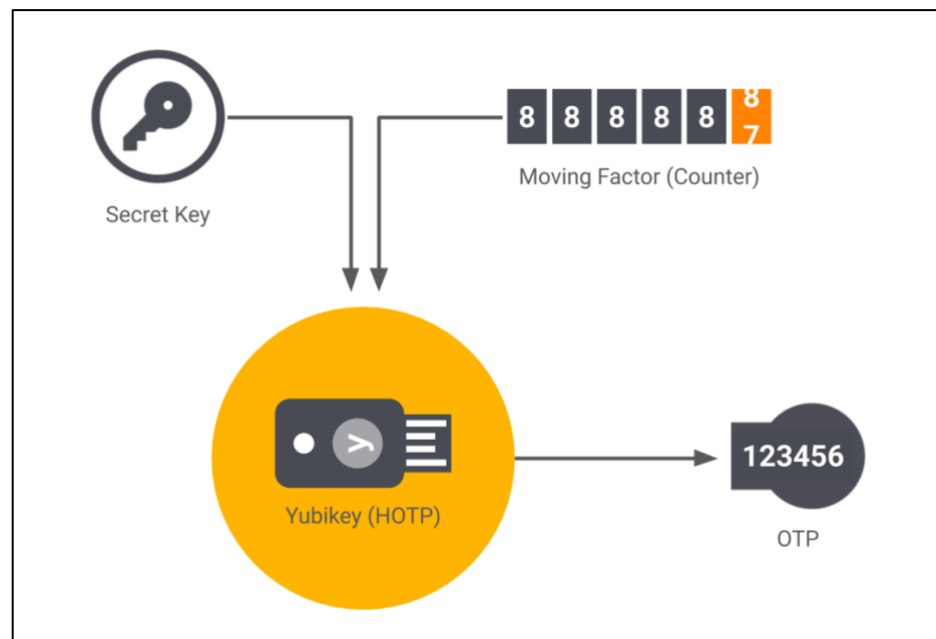 8 8 8 8 8 8
7
Secret Key
Moving Factor (Counter)
y
Yubikey (HOTP)
123456
OTP